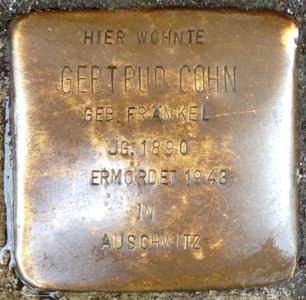 HIER WOHNTE
GERTRUD COHN
GEB. FRÄNKEL
JG. 1890
ERMORDET 1943
IN
AUSCHWITZ